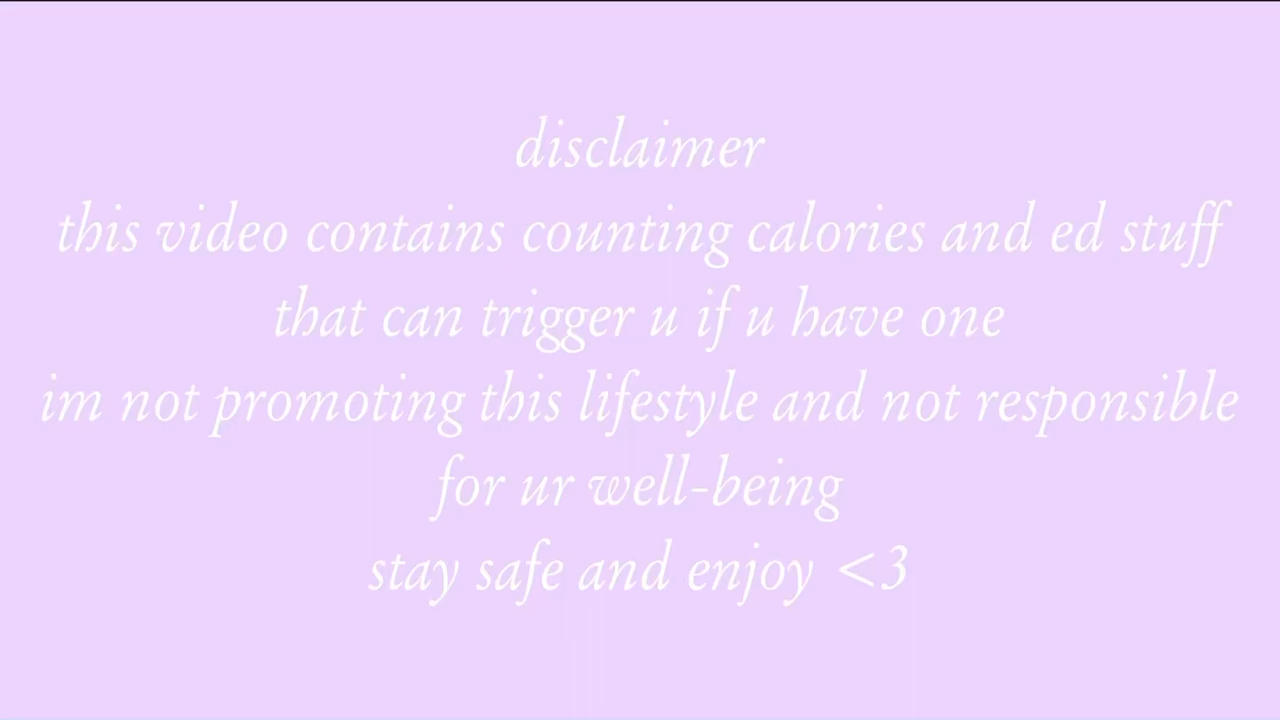 disclaimer
this video contains counting calories and ed stuff
that can trigger u if u have one
im not promoting this lifestyle and not responsible
for ur well-being
stay safe and enjoy <3